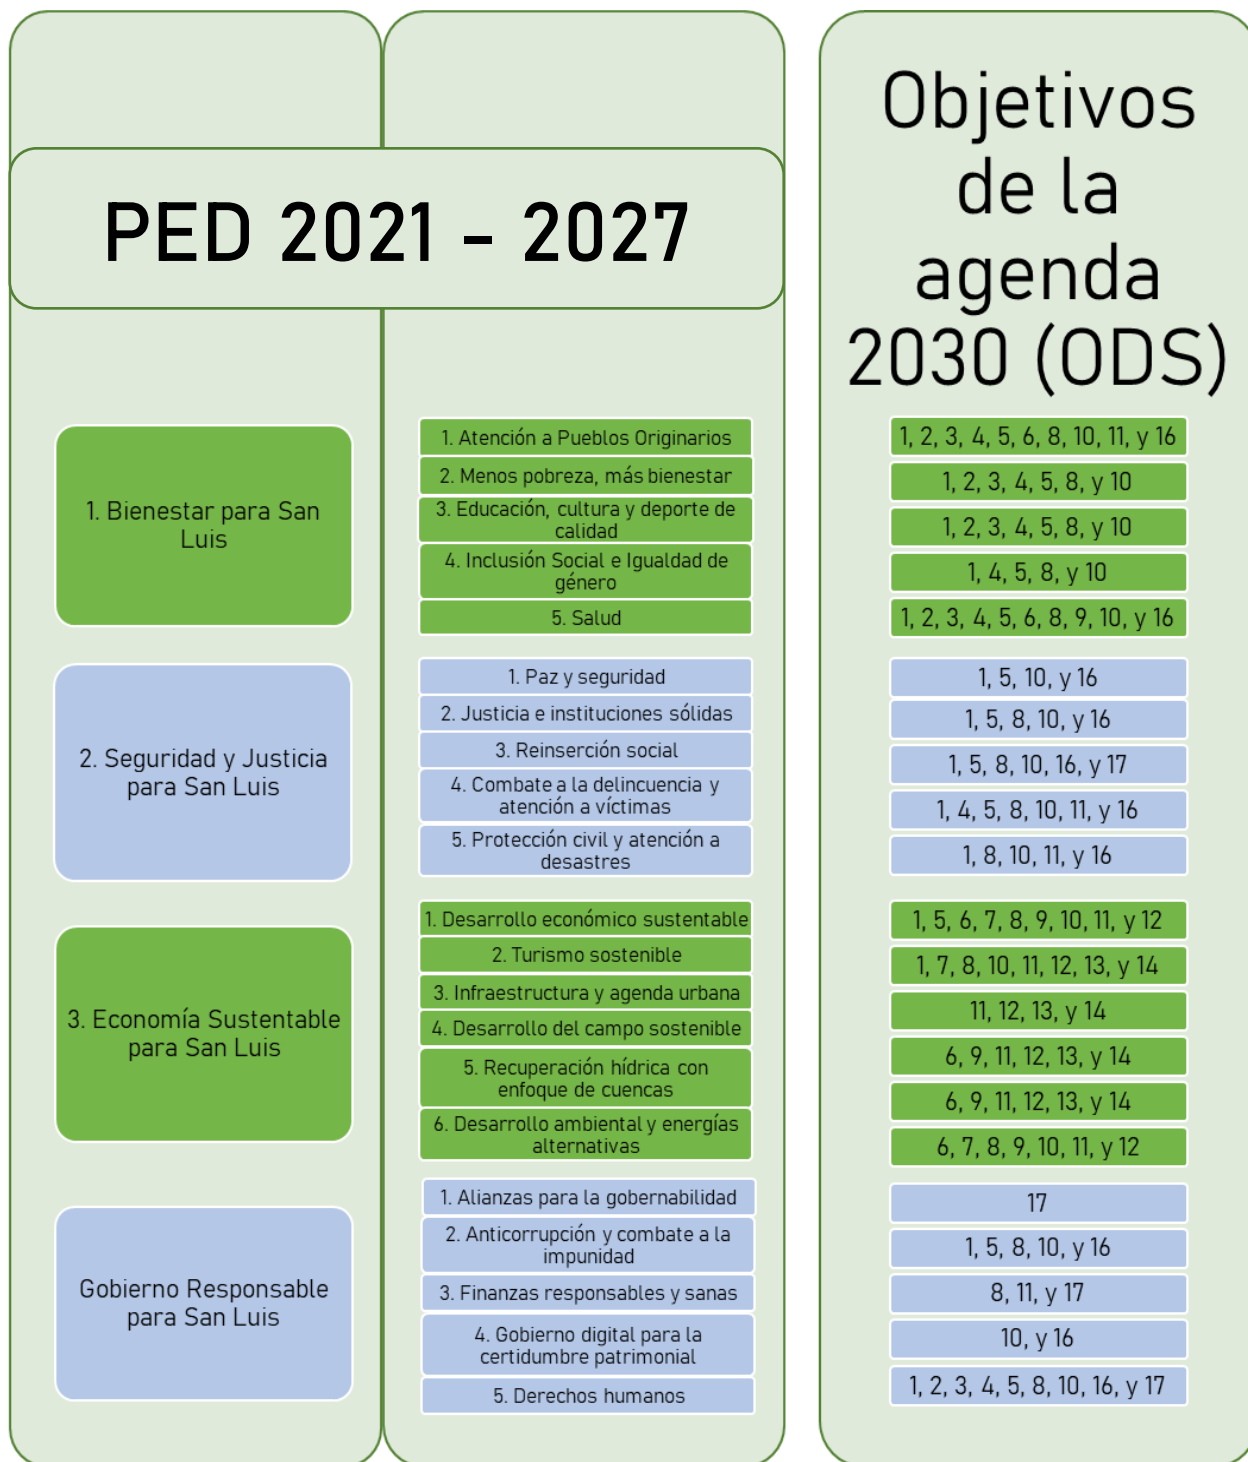 PED 2021 - 2027
Objetivos
de la
agenda
2030 (ODS)
1. Bienestar para San
Luis
1. Atención a Pueblos Originarios
2. Menos pobreza, más bienestar
3. Educación, cultura y deporte de
calidad
4. Inclusión Social e Igualdad de
género
5. Salud
1, 2, 3, 4, 5, 6, 8, 10, 11, y 16
1, 2, 3, 4, 5, 8, y 10
1, 2, 3, 4, 5, 8, y 10
1, 4, 5, 8, y 10
1, 2, 3, 4, 5, 6, 8, 9, 10, y 16
2. Seguridad y Justicia
para San Luis
1. Paz y seguridad
2. Justicia e instituciones sólidas
3. Reinserción social
4. Combate a la delincuencia y
atención a víctimas
5. Protección civil y atención a
desastres
1, 5, 10, y 16
1, 5, 8, 10, y 16
1, 5, 8, 10, 16, y 17
1, 4, 5, 8, 10, 11, y 16
1, 8, 10, 11, y 16
3. Economía Sustentable
para San Luis
1. Desarrollo económico sustentable
2. Turismo sostenible
3. Infraestructura y agenda urbana
4. Desarrollo del campo sostenible
5. Recuperación hídrica con
enfoque de cuencas
6. Desarrollo ambiental y energías
alternativas
1, 5, 6, 7, 8, 9, 10, 11, y 12
1, 7, 8, 10, 11, 12, 13, y 14
11, 12, 13, y 14
6, 9, 11, 12, 13, y 14
6, 9, 11, 12, 13, y 14
6, 7, 8, 9, 10, 11, y 12
Gobierno Responsable
para San Luis
1. Alianzas para la gobernabilidad
2. Anticorrupción y combate a la
impunidad
3. Finanzas responsables y sanas
4. Gobierno digital para la
certidumbre patrimonial
5. Derechos humanos
17
1, 5, 8, 10, y 16
8, 11, y 17
10, y 16
1, 2, 3, 4, 5, 8, 10, 16, y 17